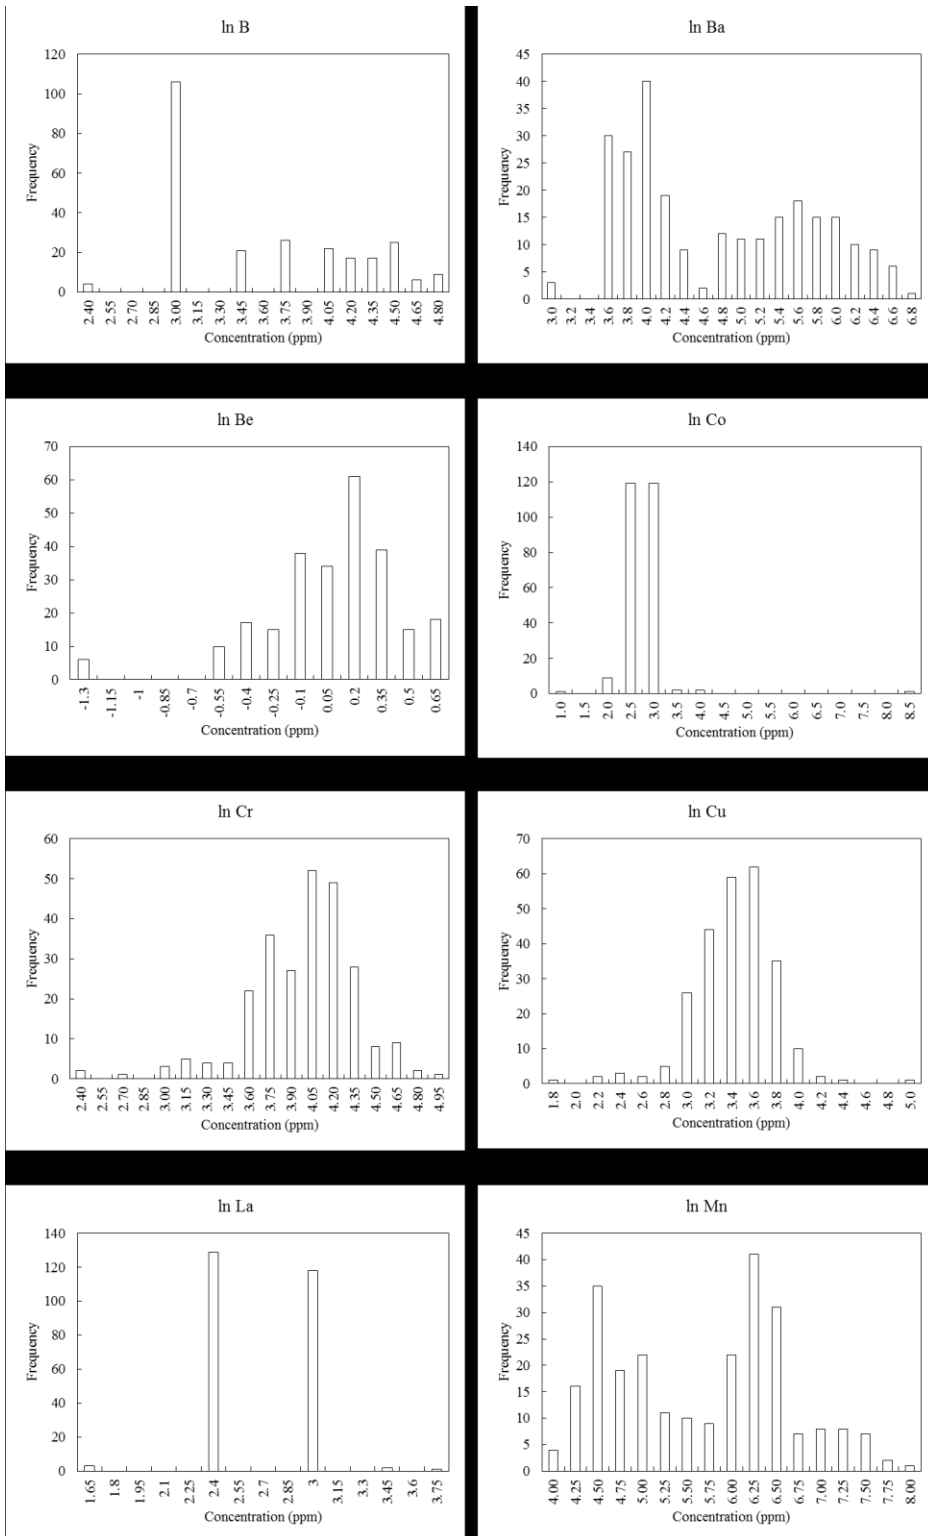 ln B
120
100
80
60
40
20
0
Frequency
2.40 2.55 2.70 2.85 3.00 3.15 3.30 3.45 3.60 3.75 3.90 4.05 4.20 4.35 4.50 4.65 4.80
Concentration (ppm)
ln Ba
45
40
35
30
25
20
15
10
5
0
Frequency
3.0 3.2 3.4 3.6 3.8 4.0 4.2 4.4 4.6 4.8 5.0 5.2 5.4 5.6 5.8 6.0 6.2 6.4 6.6 6.8
Concentration (ppm)
ln Be
70
60
50
40
30
20
10
0
Frequency
-1.3 -1.15 -1 -0.85 -0.7 -0.55 -0.4 -0.25 -0.1 0.05 0.2 0.35 0.5 0.65
Concentration (ppm)
ln Co
140
120
100
80
60
40
20
0
Frequency
1.0 1.5 2.0 2.5 3.0 3.5 4.0 4.5 5.0 5.5 6.0 6.5 7.0 7.5 8.0 8.5
Concentration (ppm)
ln Cr
60
50
40
30
20
10
0
Frequency
2.40 2.55 2.70 2.85 3.00 3.15 3.30 3.45 3.60 3.75 3.90 4.05 4.20 4.35 4.50 4.65 4.80 4.95
Concentration (ppm)
ln Cu
70
60
50
40
30
20
10
0
Frequency
1.8 2.0 2.2 2.4 2.6 2.8 3.0 3.2 3.4 3.6 3.8 4.0 4.2 4.4 4.6 4.8 5.0
Concentration (ppm)
ln La
140
120
100
80
60
40
20
0
Frequency
1.65 1.8 1.95 2.1 2.25 2.4 2.55 2.7 2.85 3 3.15 3.3 3.45 3.6 3.75
Concentration (ppm)
ln Mn
45
40
35
30
25
20
15
10
5
0
Frequency
4.00 4.25 4.50 4.75 5.00 5.25 5.50 5.75 6.00 6.25 6.50 6.75 7.00 7.25 7.50 7.75 8.00
Concentration (ppm)